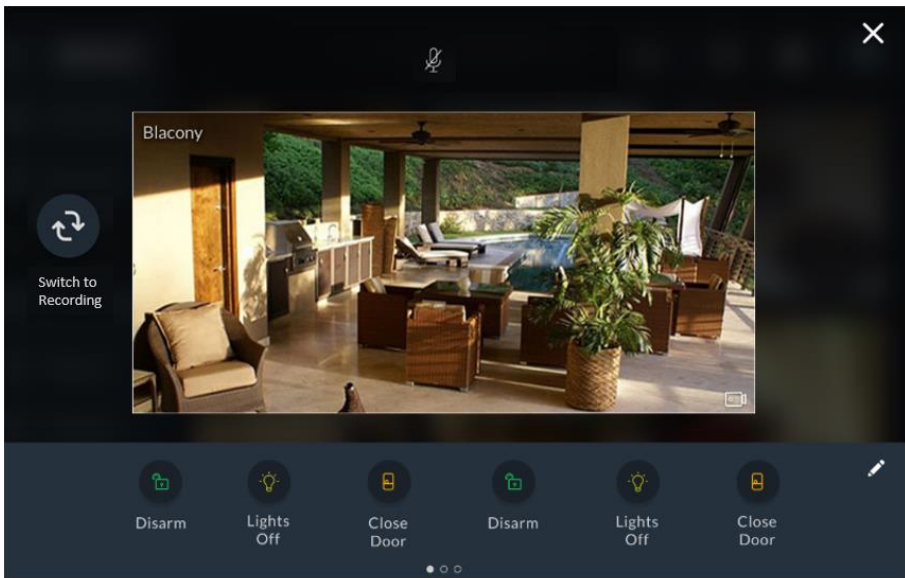 Blacony
Switch to
Recording
Disarm
Lights
Off
Close
Door
Disarm
Lights
Off
Close
Door